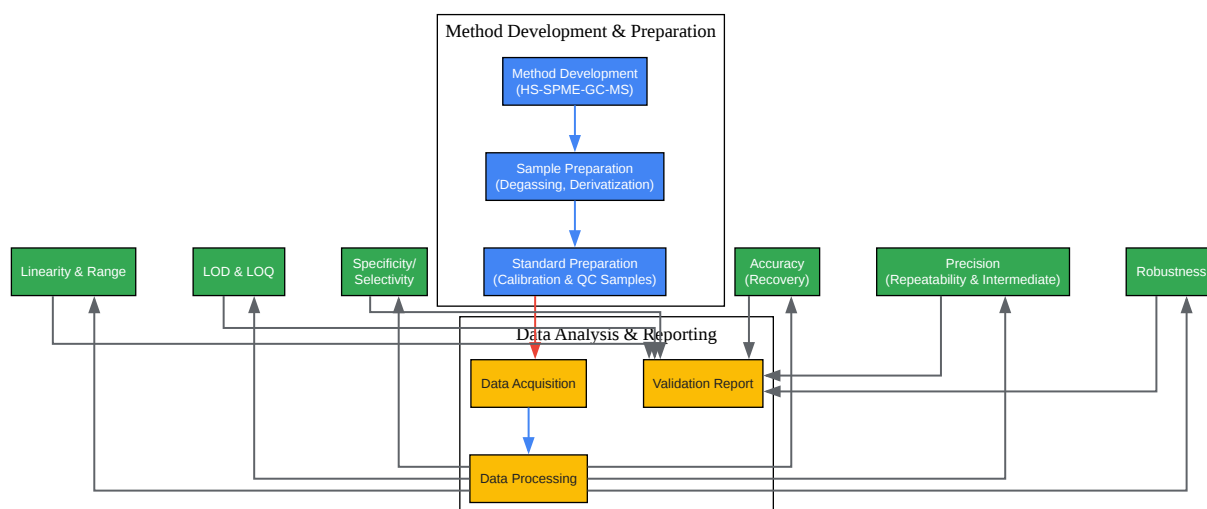 Method Development & Preparation
Method Development
(HS-SPME-GC-MS)
Sample Preparation
(Degassing, Derivatization)
Linearity & Range
LOD & LOQ
Specificity/
Selectivity
Standard Preparation
(Calibration & QC Samples)
Accuracy
(Recovery)
Precision
(Repeatability & Intermediate)
Robustness
Data Analysis & Reporting
Data Acquisition
Validation Report
Data Processing